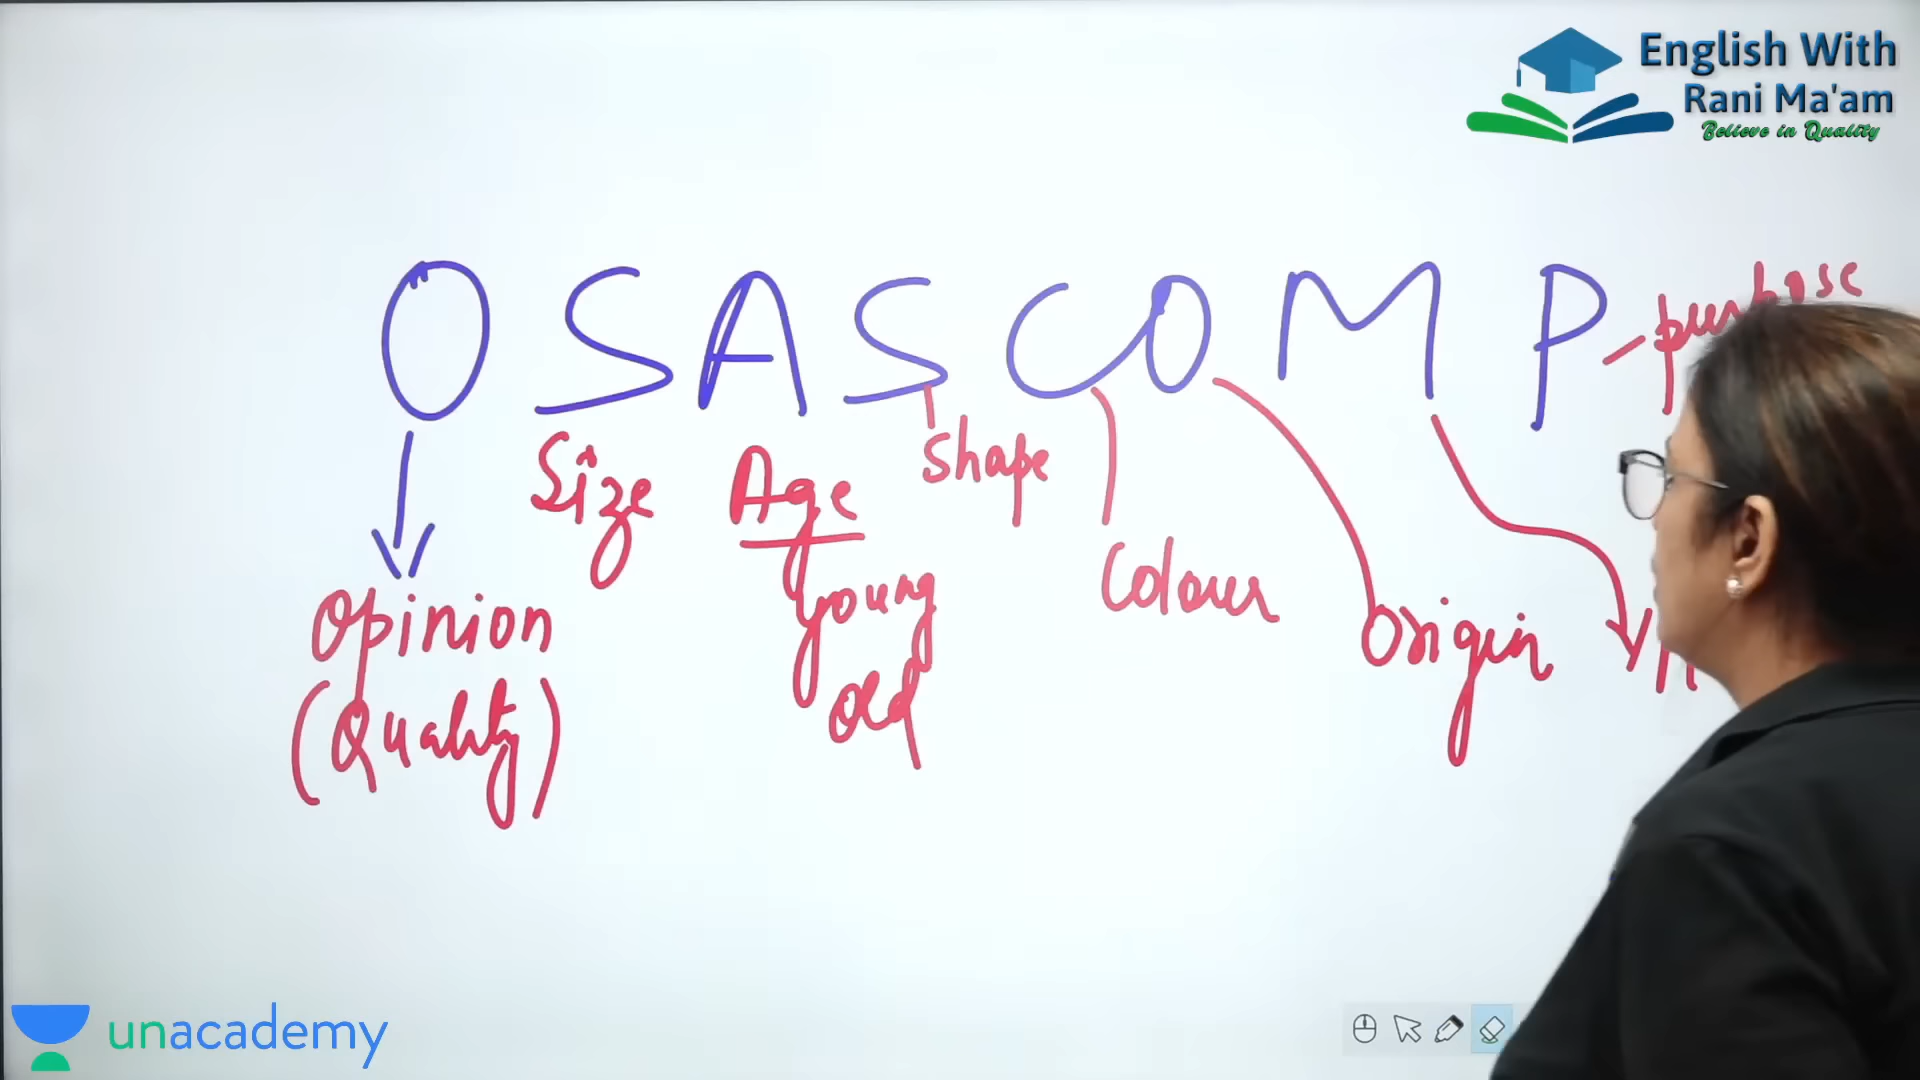 English With
Rani Ma'am
Believe in Quality
O S A S C O M P - purpose
Size Age Shape
young
Colour
Opinion
Origin
old
(Quality)
unacademy